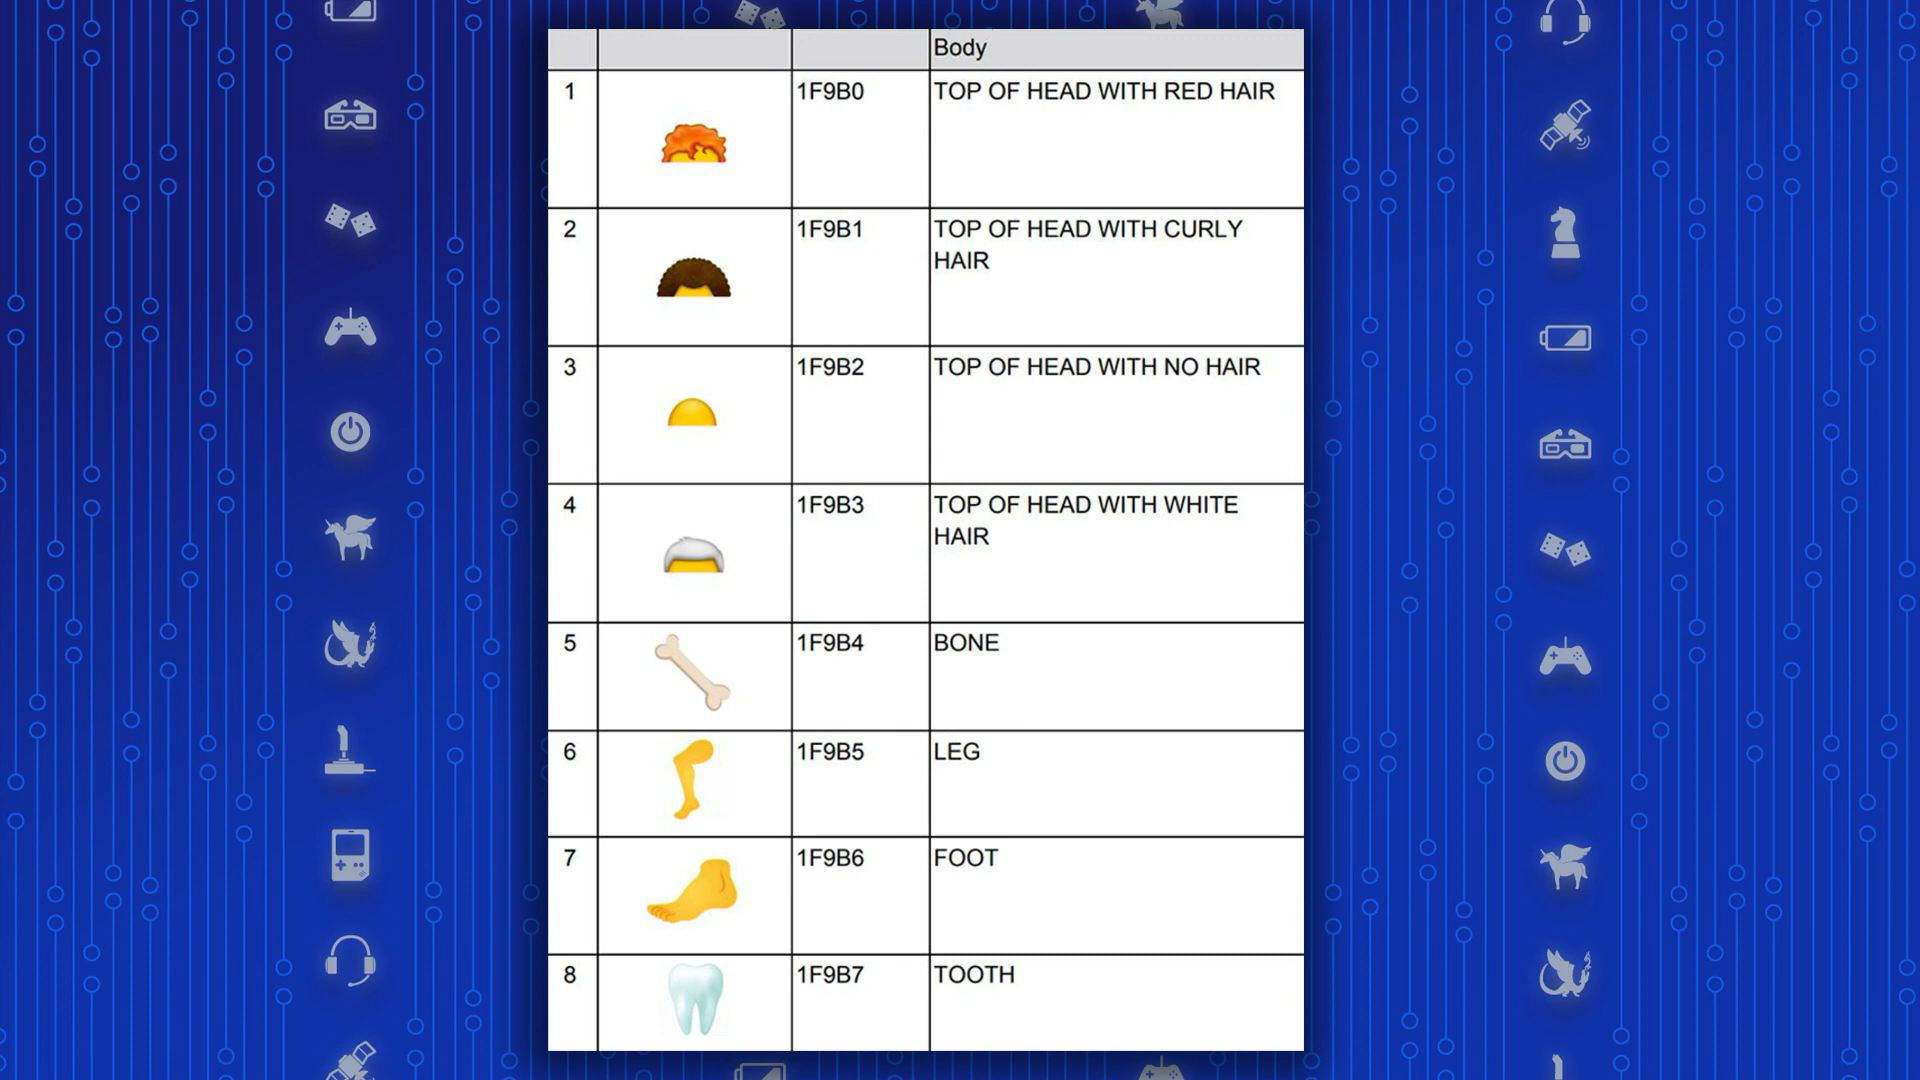 Body
1 1F9B0 TOP OF HEAD WITH RED HAIR
2 1F9B1 TOP OF HEAD WITH CURLY
HAIR
3 1F9B2 TOP OF HEAD WITH NO HAIR
4 1F9B3 TOP OF HEAD WITH WHITE
HAIR
5 1F9B4 BONE
6 1F9B5 LEG
7 1F9B6 FOOT
8 1F9B7 TOOTH